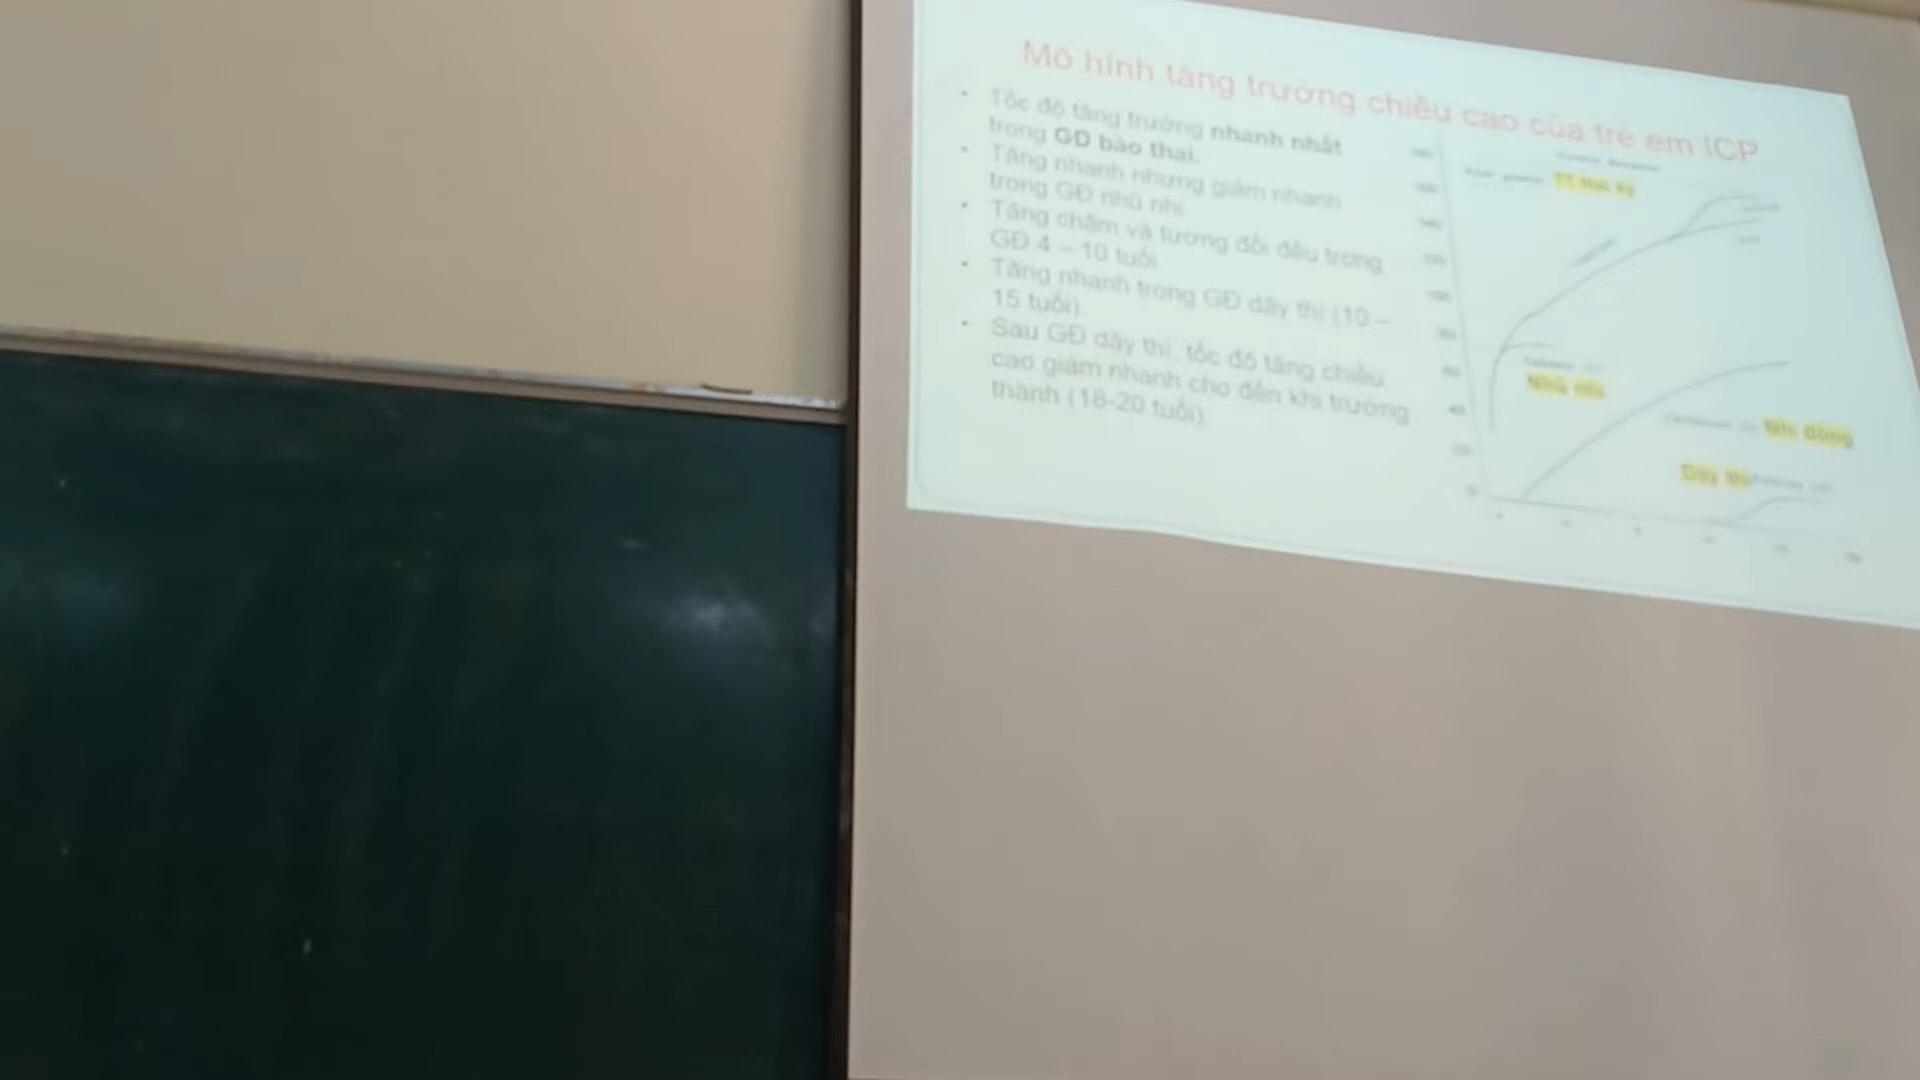 Mô hình tăng trưởng chiều cao của trẻ em ICP
• Tốc độ tăng trưởng nhanh nhất
trong GĐ bào thai.
• Tăng nhanh nhưng giảm nhanh
trong GĐ nhũ nhi
• Tăng chậm và tương đối đều trong
GĐ 4 – 10 tuổi
• Tăng nhanh trong GĐ dậy thì (10 –
15 tuổi)
• Sau GĐ dậy thì, tốc độ tăng chiều
cao giảm nhanh cho đến khi trưởng
thành (18-20 tuổi)
Nhũ nhi
Nhi đồng
Dậy thì